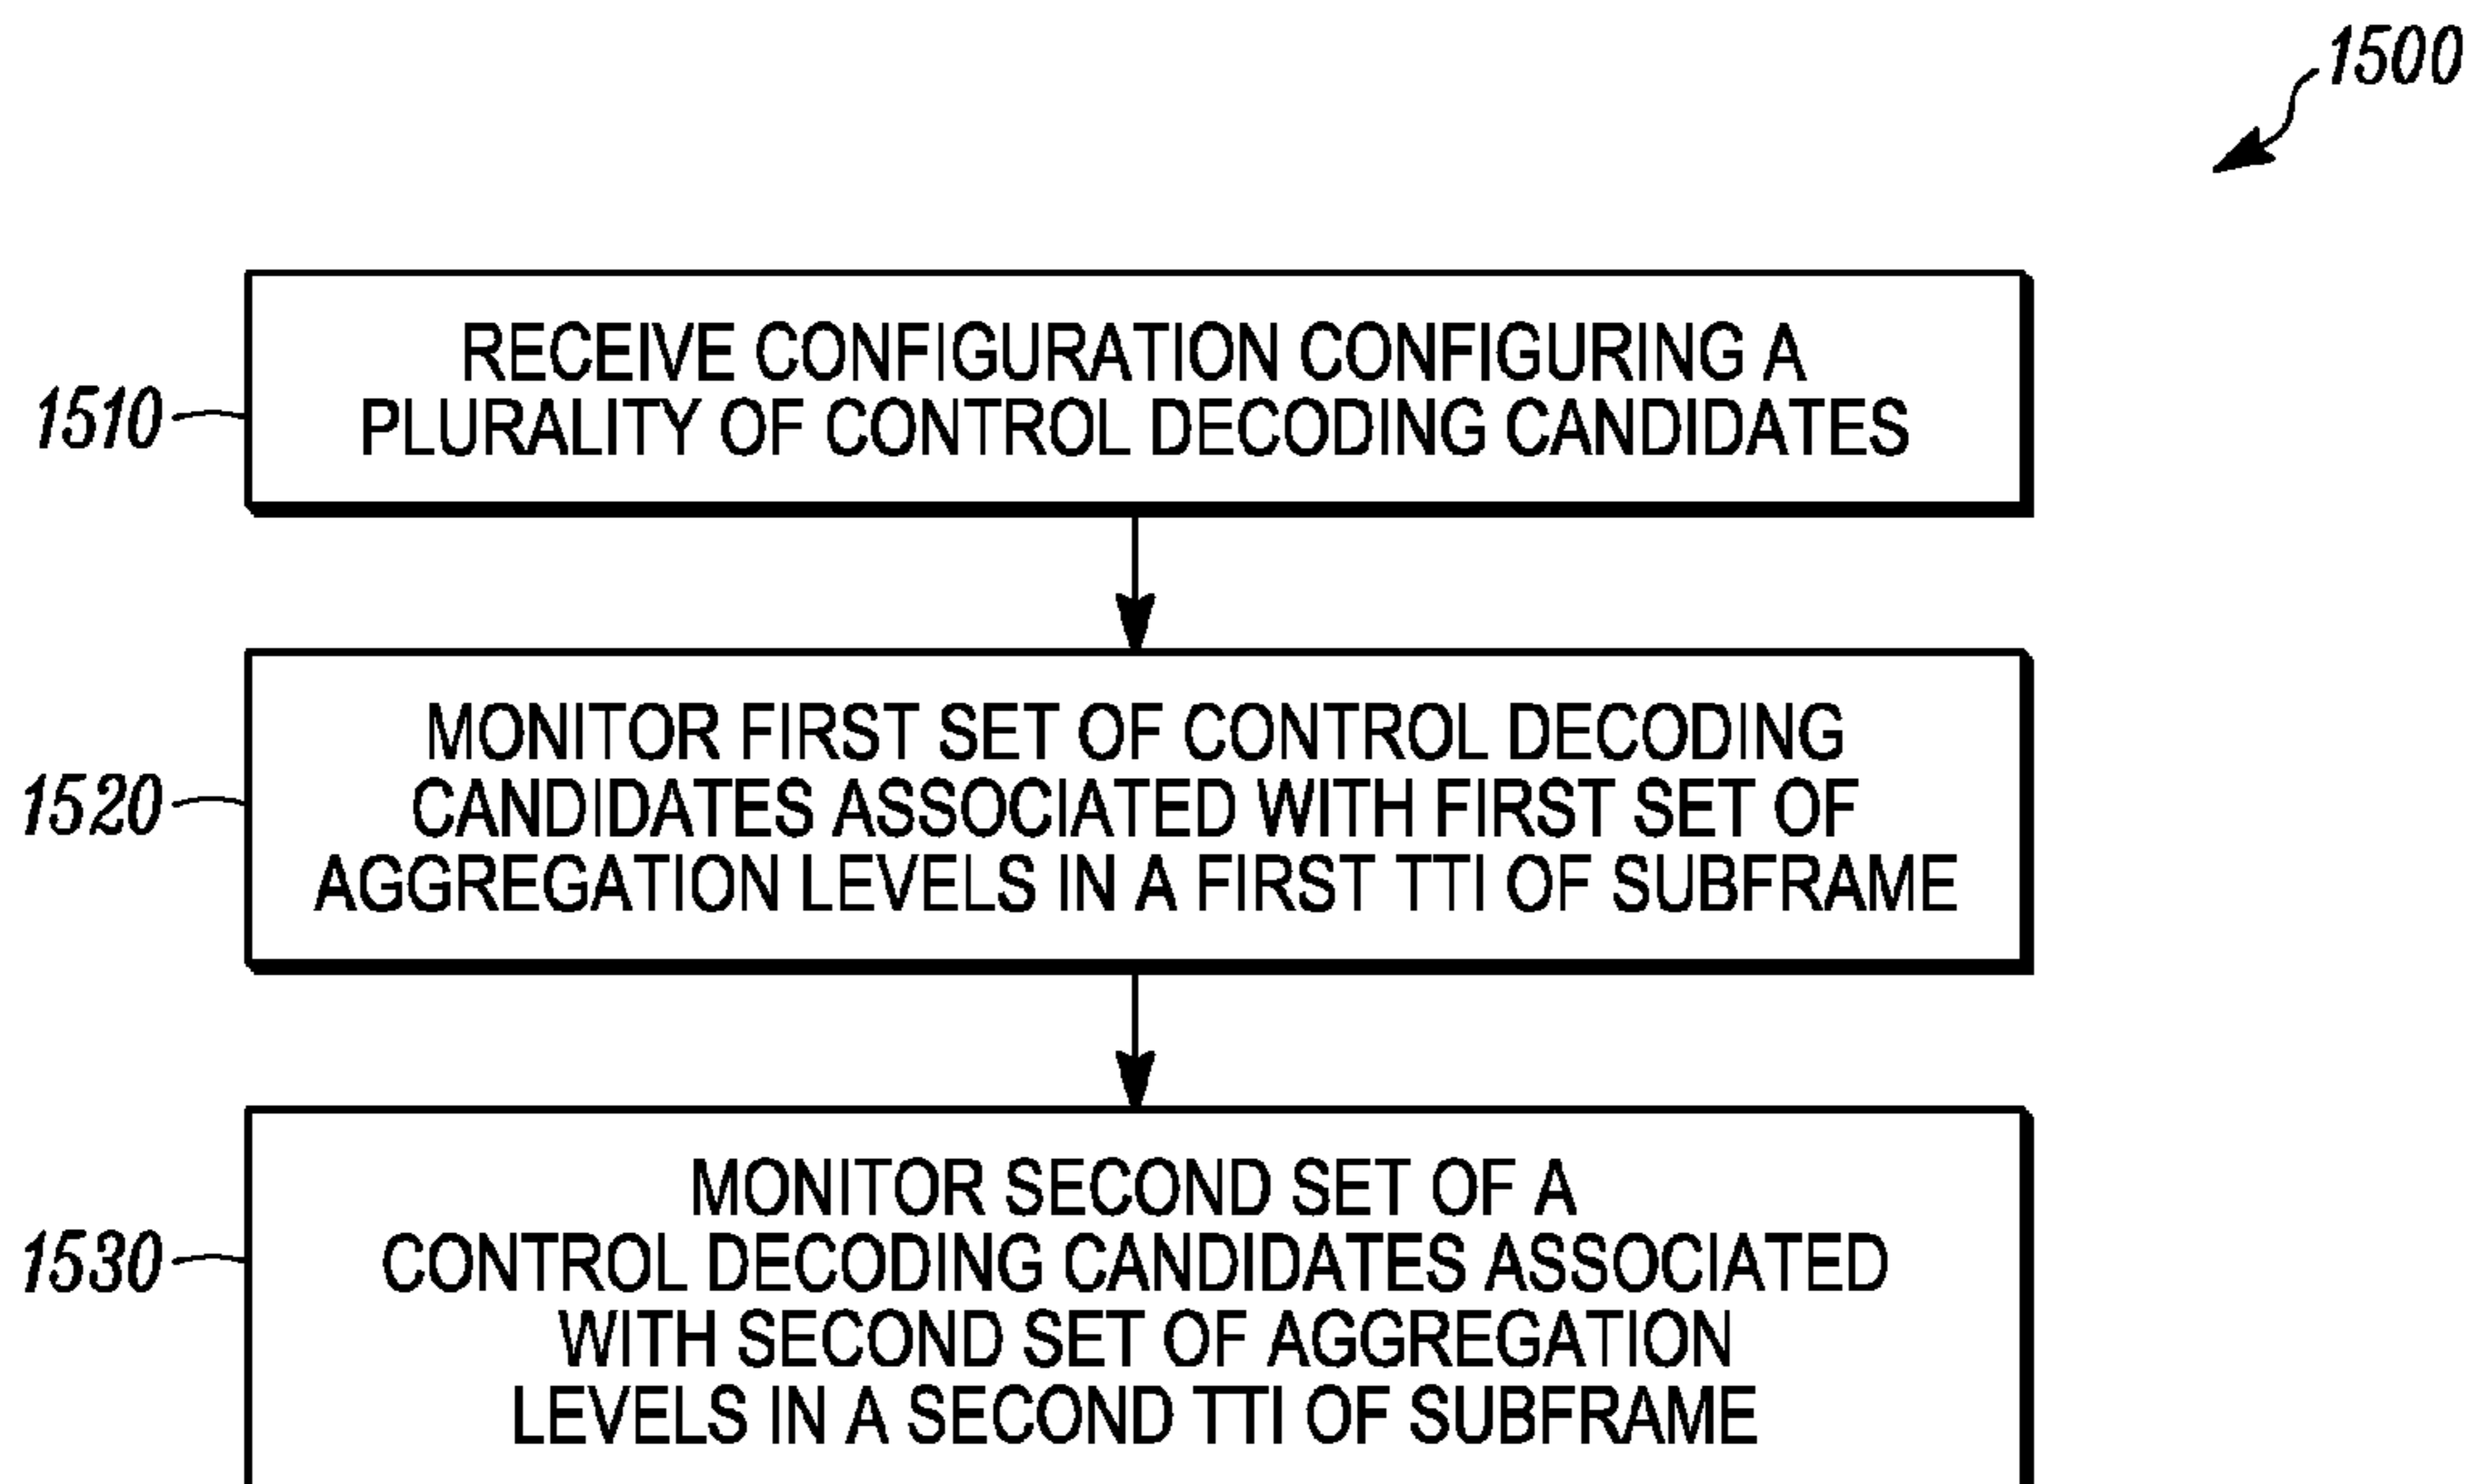 1500
1510
RECEIVE CONFIGURATION CONFIGURING A
PLURALITY OF CONTROL DECODING CANDIDATES
1520
MONITOR FIRST SET OF CONTROL DECODING
CANDIDATES ASSOCIATED WITH FIRST SET OF
AGGREGATION LEVELS IN A FIRST TTI OF SUBFRAME
1530
MONITOR SECOND SET OF A
CONTROL DECODING CANDIDATES ASSOCIATED
WITH SECOND SET OF AGGREGATION
LEVELS IN A SECOND TTI OF SUBFRAME